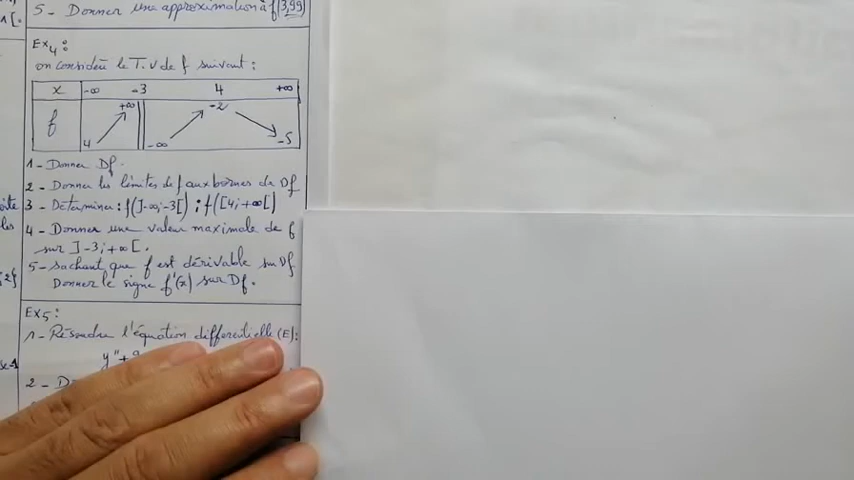 5 - Donner une approximation à f(3,99)
Ex4 :
on considère le T.V de f suivant :
x -∞ -3 4 +∞
+∞ -2
f
4 -∞ -5
1 - Donner Df.
2 - Donner les limites de f aux bornes de Df
3 - Déterminer : f(]-∞;-3[) ; f([4;+∞[)
4 - Donner une valeur maximale de f
sur ]-3;+∞[.
5 - sachant que f est dérivable sur Df
Donner le signe f'(x) sur Df.
Ex5 :
1 - Résoudre l'équation différentielle (E):
y"+
2 - D